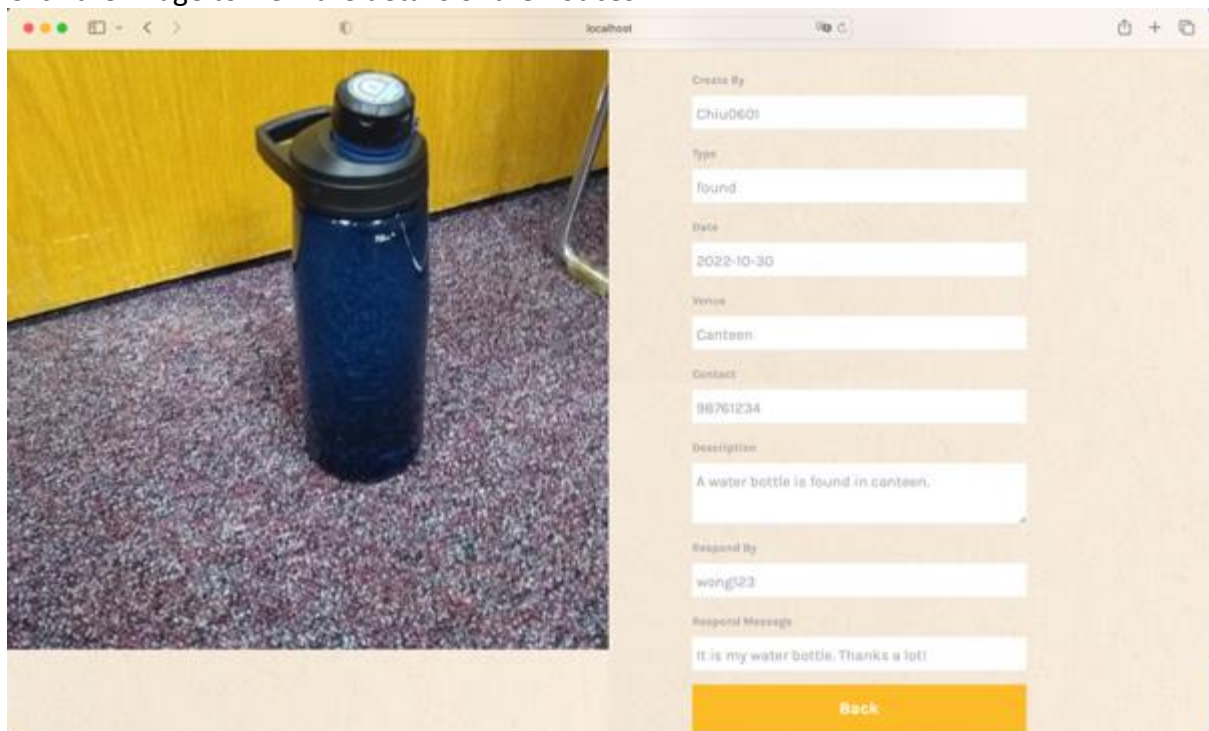 localhost
Create By
Chiu0601
Type
found
Date
2022-10-30
Venue
Canteen
Contact
98761234
Description
A water bottle is found in canteen.
Respond By
wong123
Respond Message
It is my water bottle. Thanks a lot!
Back